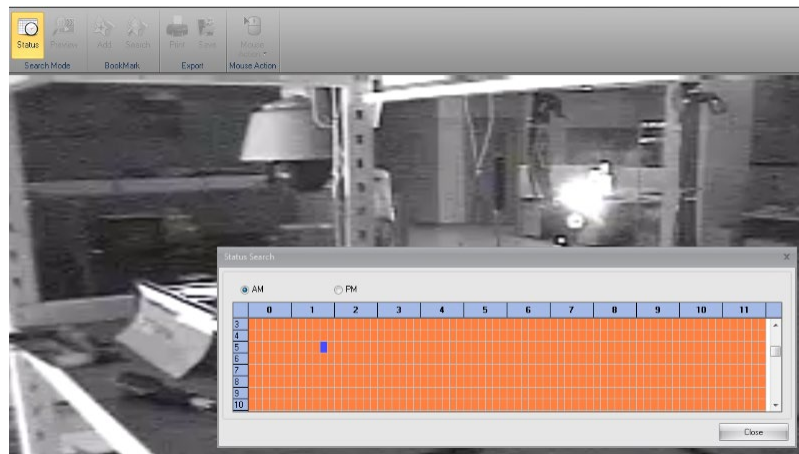 Status Preview Add Search Print Save Mouse
Action
Search Mode BookMark Export Mouse Action
Status Search
AM PM
0 1 2 3 4 5 6 7 8 9 10 11
3
4
5
6
7
8
9
10
Close